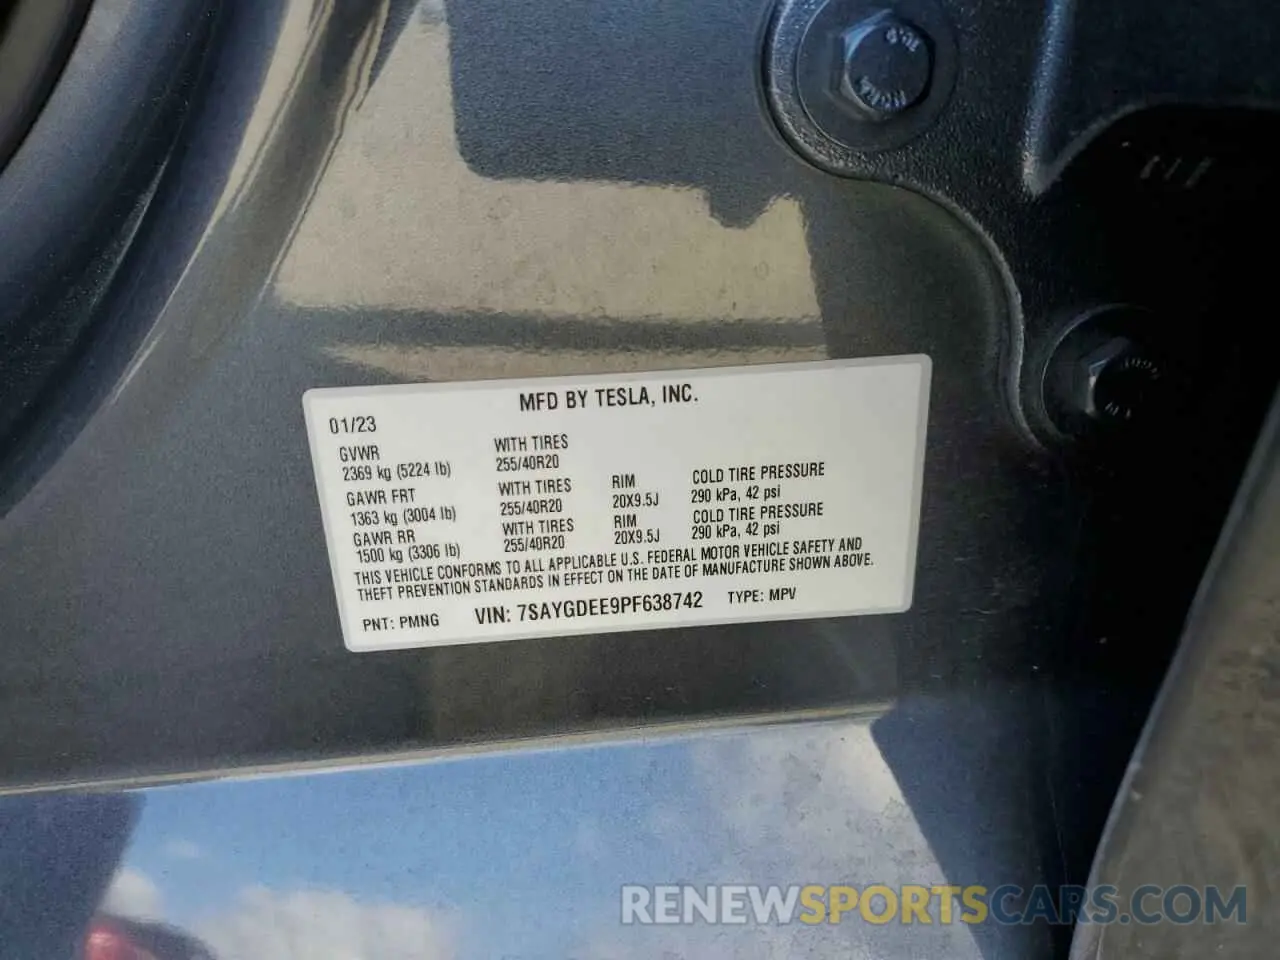 MFD BY TESLA, INC.
01/23
GVWR
2369 kg (5224 lb)
WITH TIRES
255/40R20
GAWR FRT
1363 kg (3004 lb)
WITH TIRES
255/40R20
RIM
20X9.5J
COLD TIRE PRESSURE
290 kPa, 42 psi
GAWR RR
1500 kg (3306 lb)
WITH TIRES
255/40R20
RIM
20X9.5J
COLD TIRE PRESSURE
290 kPa, 42 psi
THIS VEHICLE CONFORMS TO ALL APPLICABLE U.S. FEDERAL MOTOR VEHICLE SAFETY AND
THEFT PREVENTION STANDARDS IN EFFECT ON THE DATE OF MANUFACTURE SHOWN ABOVE.
PNT: PMNG VIN: 7SAYGDEE9PF638742 TYPE: MPV
RENEWSPORTSCARS.COM